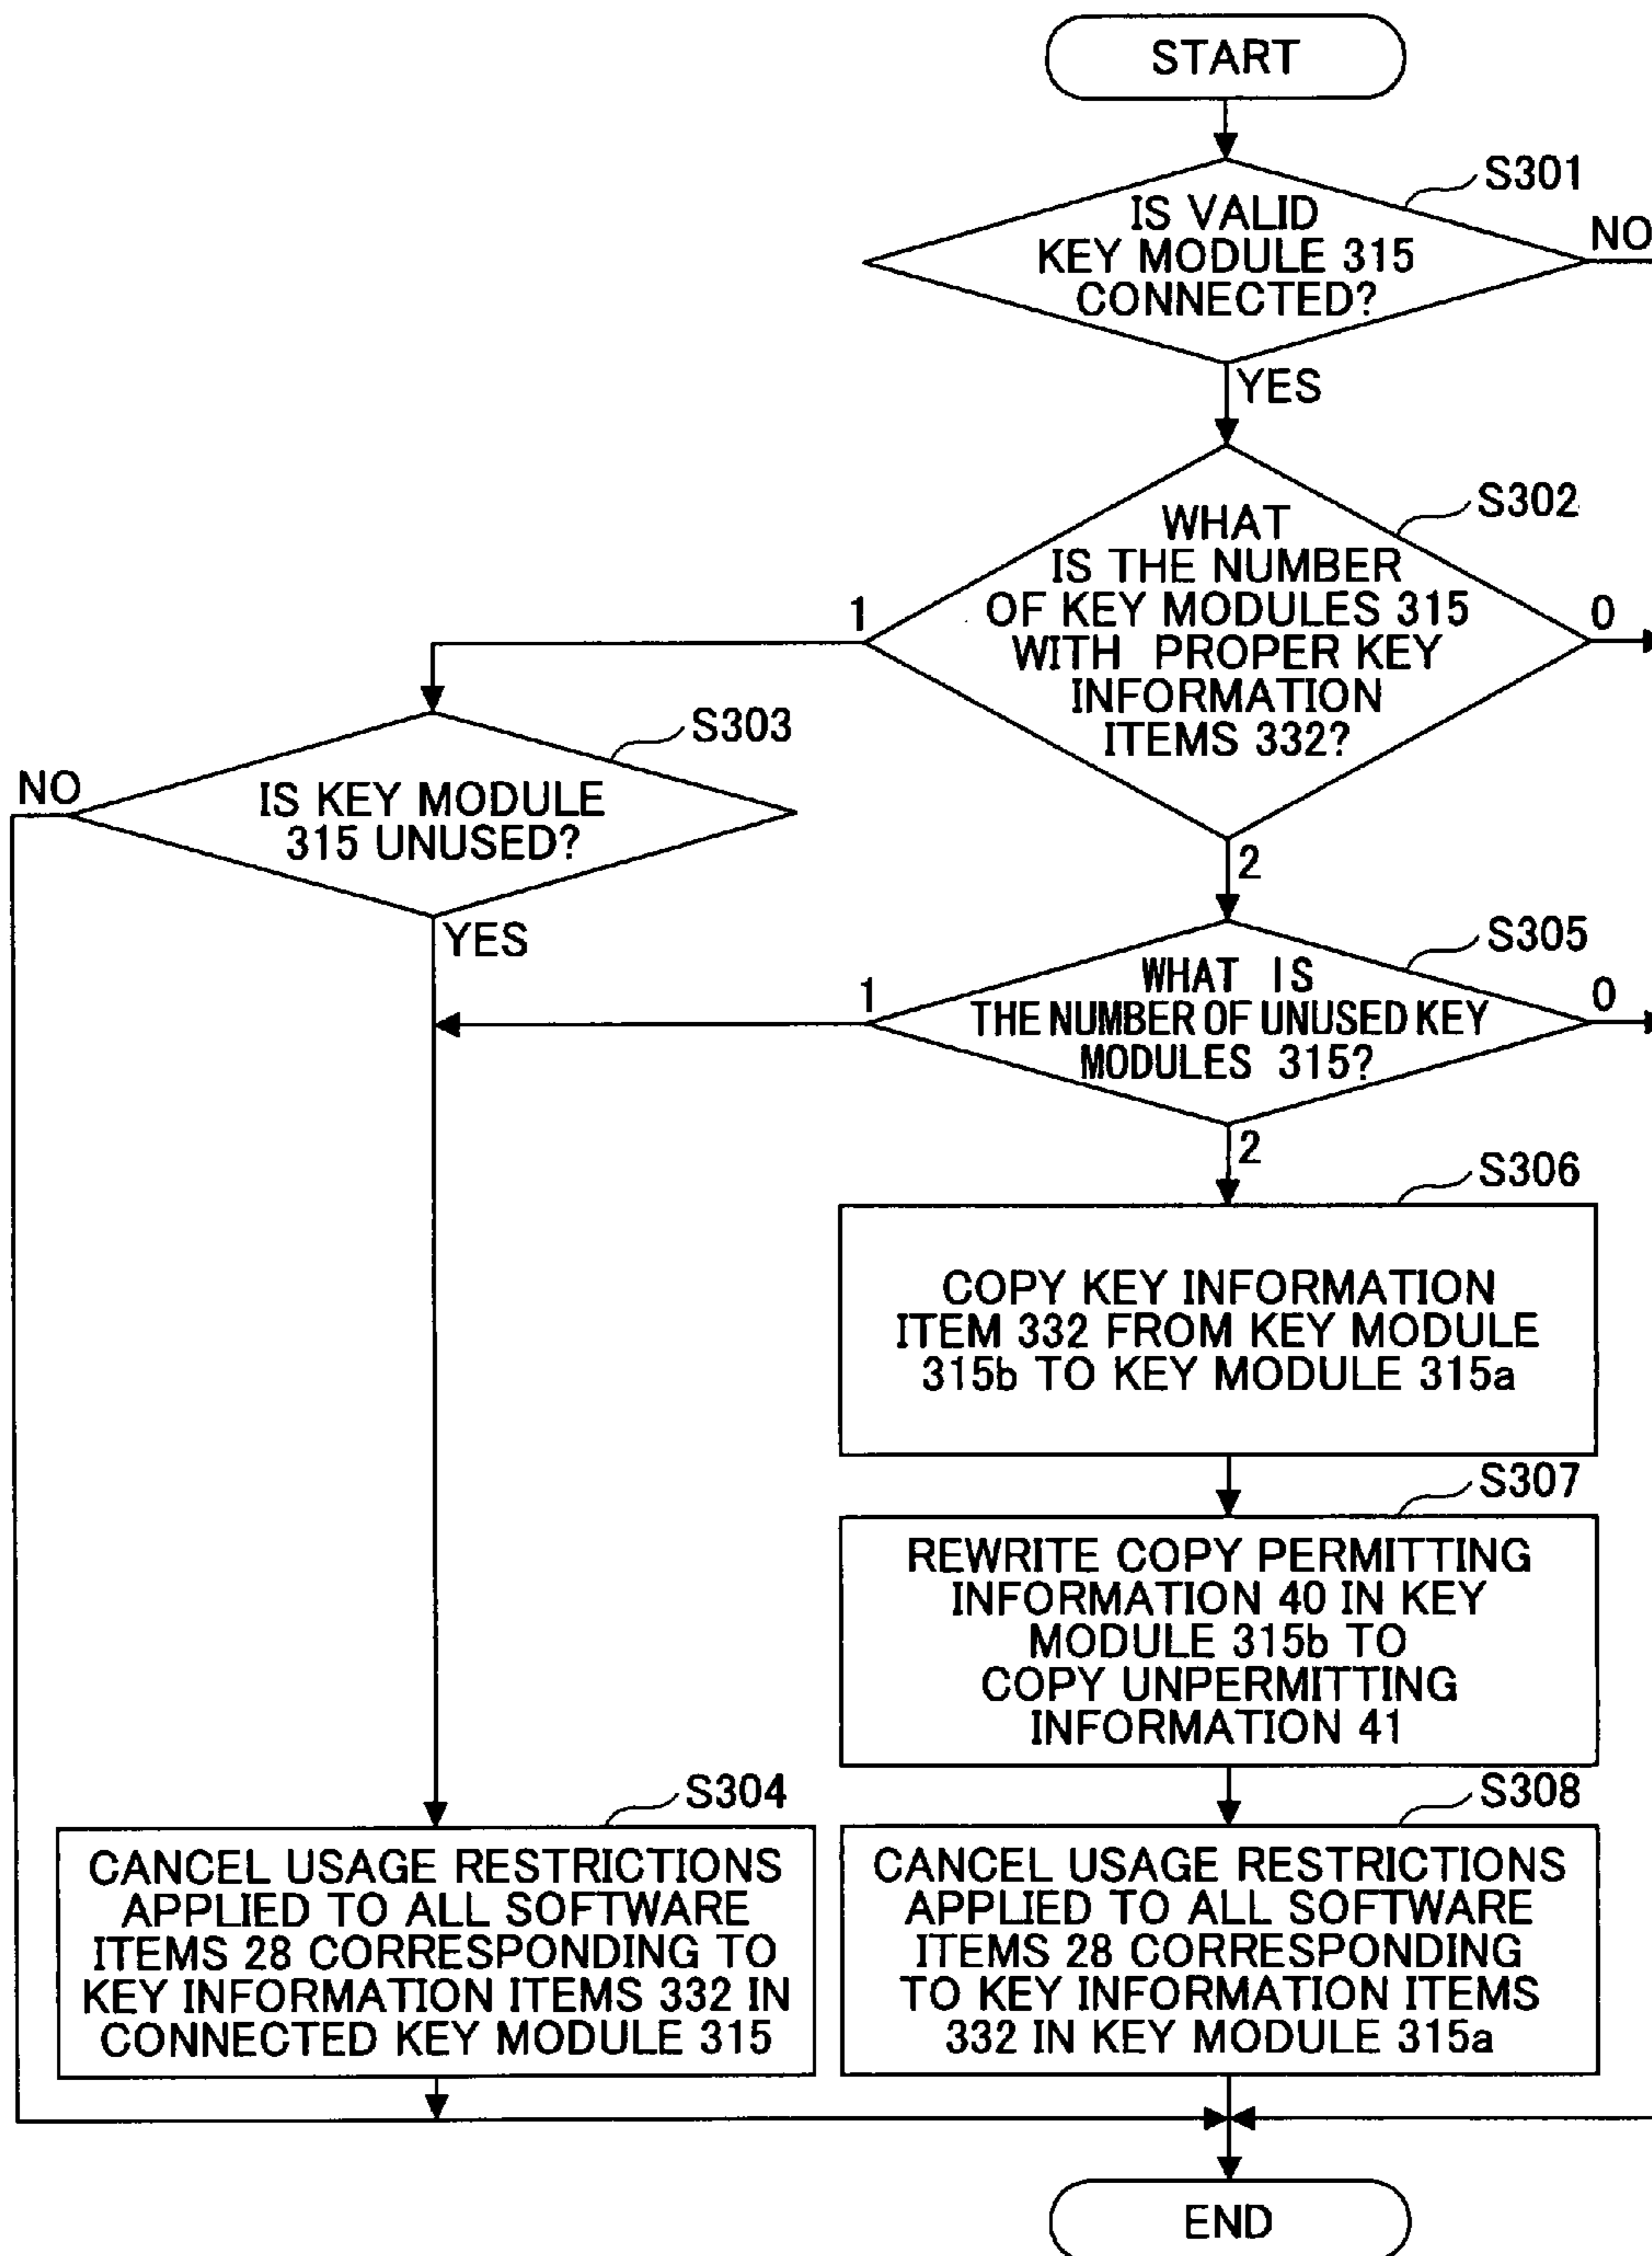 START
S301
IS VALID
KEY MODULE 315
CONNECTED?
NO
YES
S302
WHAT
IS THE NUMBER
OF KEY MODULES 315
WITH PROPER KEY
INFORMATION
ITEMS 332?
1
0
2
S303
IS KEY MODULE
315 UNUSED?
NO
YES
S305
WHAT IS
THE NUMBER OF UNUSED KEY
MODULES 315?
1
0
2
S306
COPY KEY INFORMATION
ITEM 332 FROM KEY MODULE
315b TO KEY MODULE 315a
S307
REWRITE COPY PERMITTING
INFORMATION 40 IN KEY
MODULE 315b TO
COPY UNPERMITTING
INFORMATION 41
S304
CANCEL USAGE RESTRICTIONS
APPLIED TO ALL SOFTWARE
ITEMS 28 CORRESPONDING TO
KEY INFORMATION ITEMS 332 IN
CONNECTED KEY MODULE 315
S308
CANCEL USAGE RESTRICTIONS
APPLIED TO ALL SOFTWARE
ITEMS 28 CORRESPONDING
TO KEY INFORMATION ITEMS
332 IN KEY MODULE 315a
END